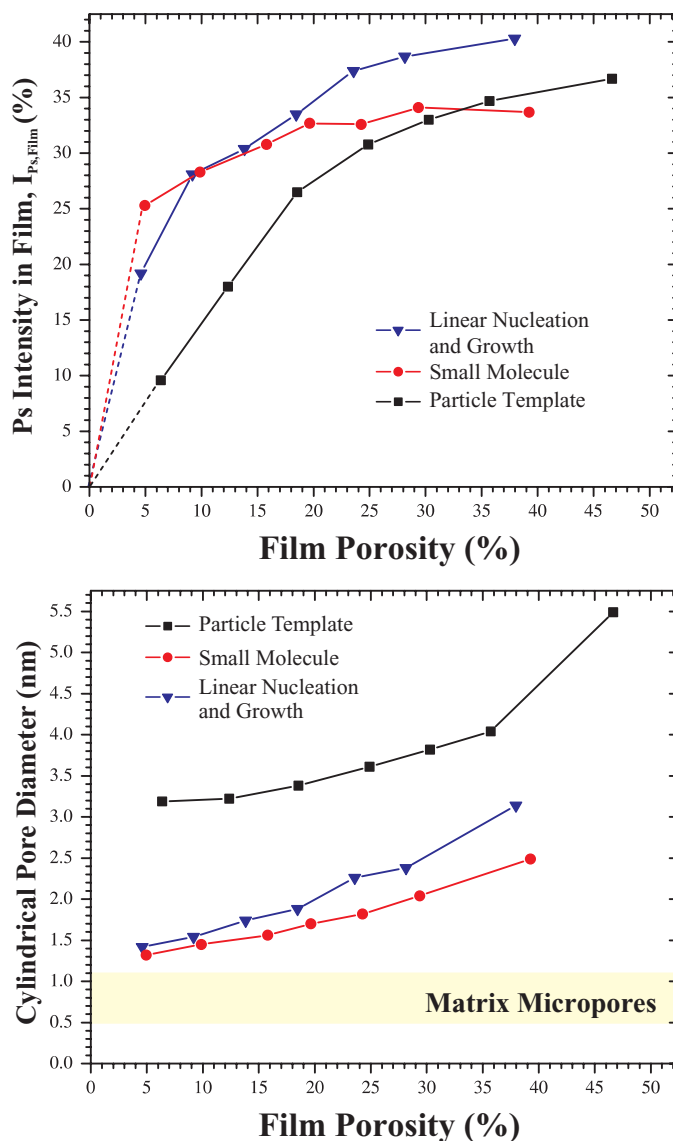 40
35
30
25
20
15
10
5
0
Ps Intensity in Film, I_Ps,Film (%)
Linear Nucleation
and Growth
Small Molecule
Particle Template
0 5 10 15 20 25 30 35 40 45 50
Film Porosity (%)
5.5
5.0
4.5
4.0
3.5
3.0
2.5
2.0
1.5
1.0
0.5
0.0
Cylindrical Pore Diameter (nm)
Particle Template
Small Molecule
Linear Nucleation
and Growth
Matrix Micropores
0 5 10 15 20 25 30 35 40 45 50
Film Porosity (%)